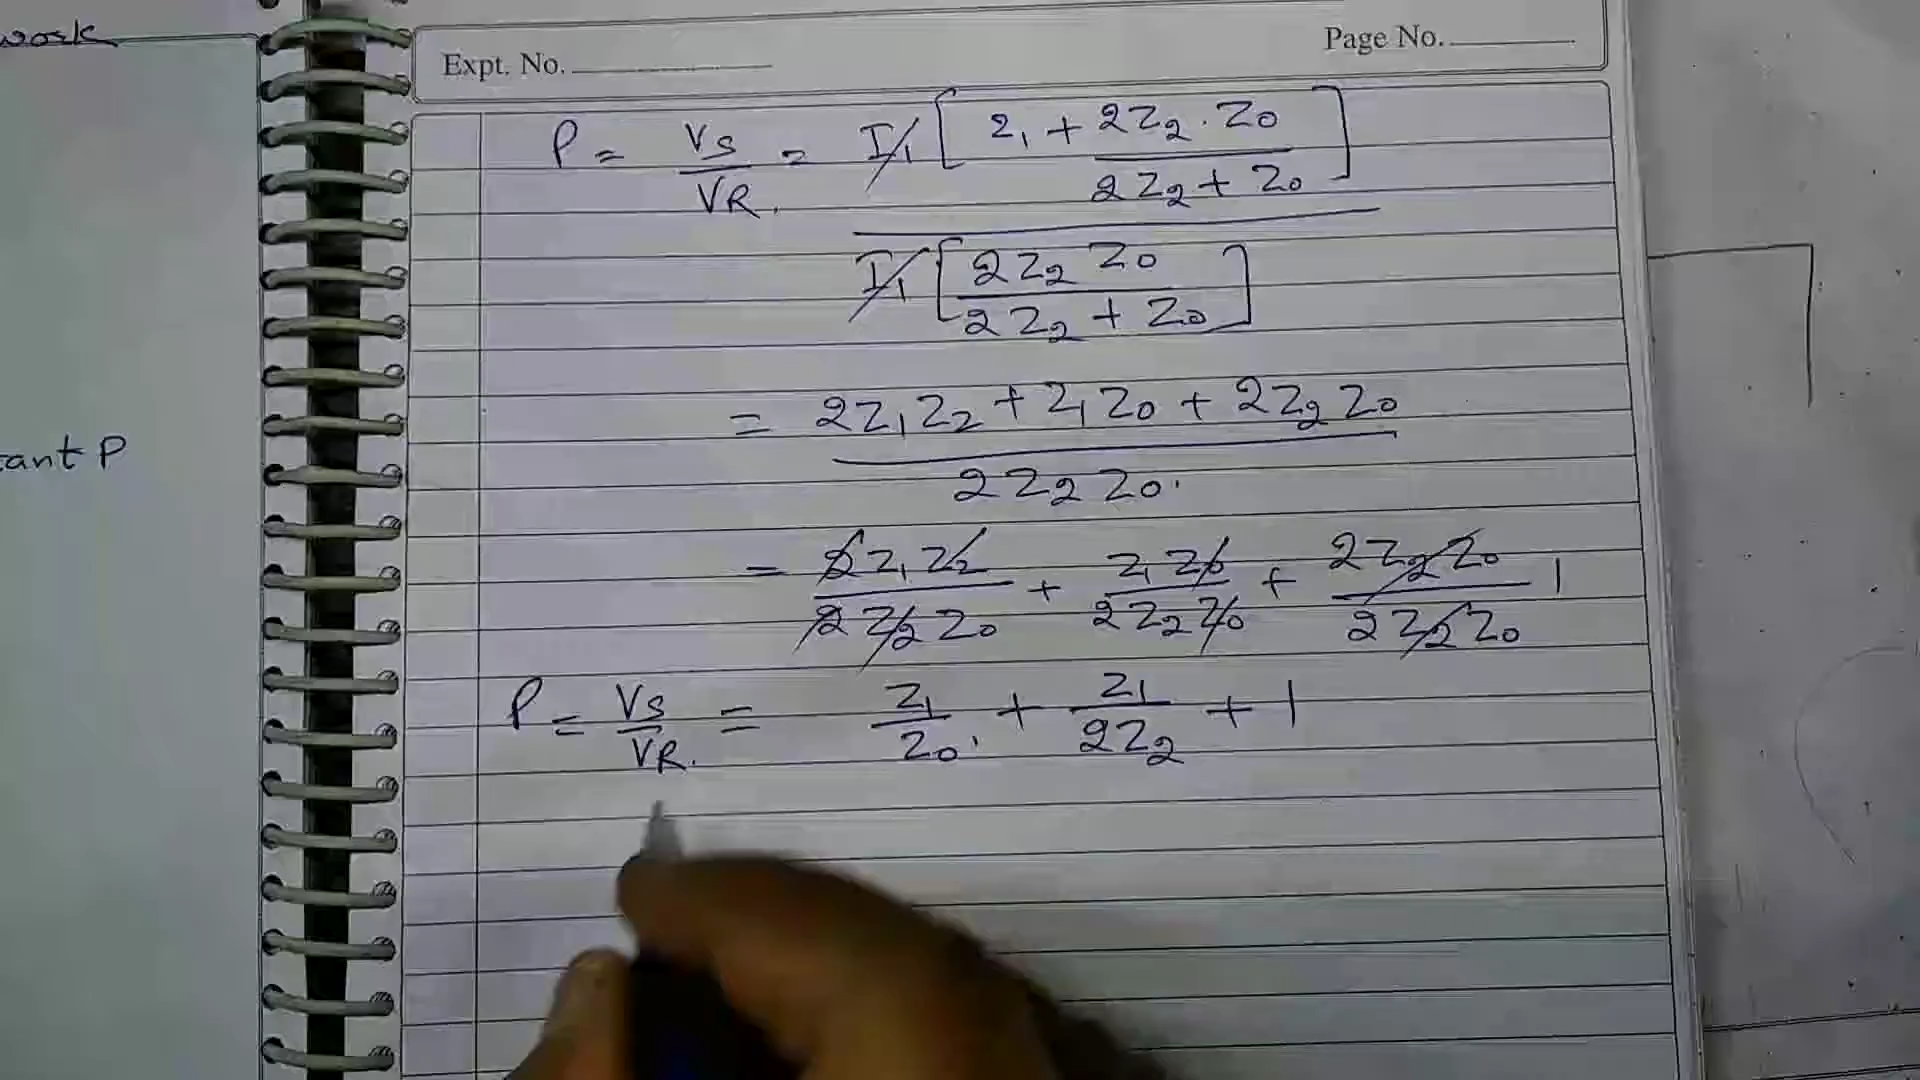 work
Expt. No.
Page No.
P = VS / VR. = I1 [ Z1 + 2Z2 . Z0 / 2Z2 + Z0 ]
I1 [ 2Z2 Z0 / 2Z2 + Z0 ]
= 2Z1Z2 + Z1Z0 + 2Z2Z0
2Z2Z0.
ant P
= 2Z1Z2 / 2Z2Z0 + Z1Z0 / 2Z2Z0 + 2Z2Z0 / 2Z2Z0 1
P = VS / VR. = Z1 / Z0. + Z1 / 2Z2 + 1